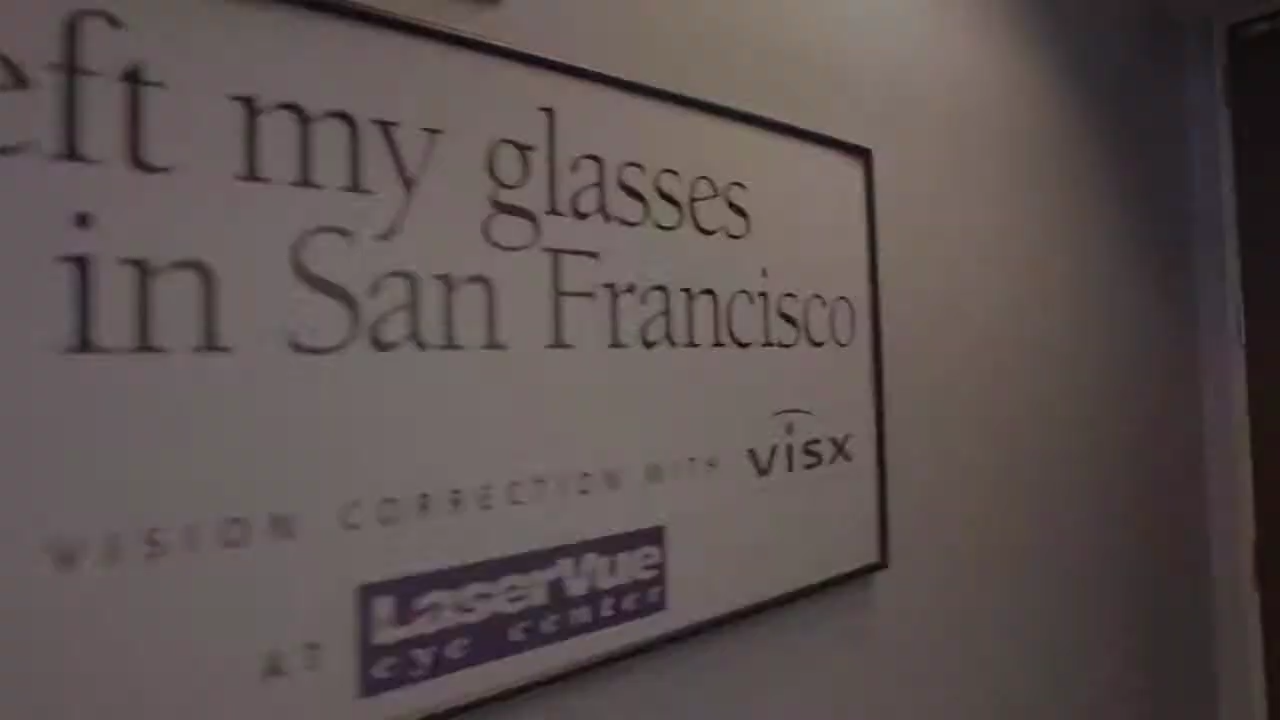 eft my glasses
in San Francisco
VISION CORRECTION WITH visx
AT LaserVue
eye center